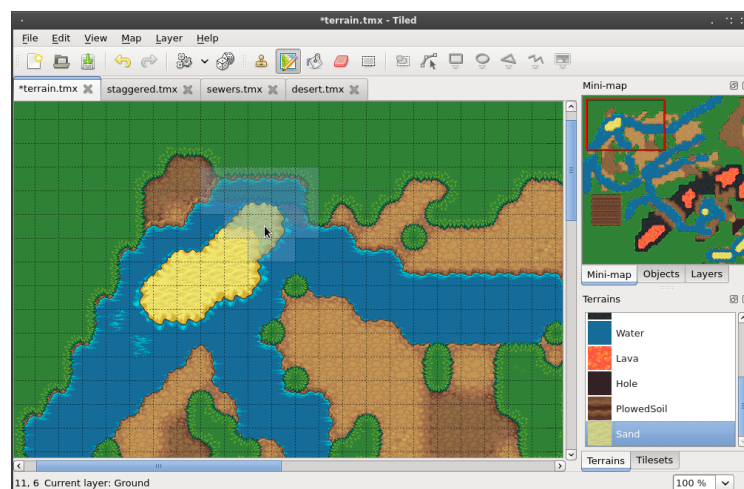 *terrain.tmx - Tiled
File Edit View Map Layer Help
*terrain.tmx staggered.tmx sewers.tmx desert.tmx
Mini-map
Mini-map Objects Layers
Terrains
Water
Lava
Hole
PlowedSoil
Sand
Terrains Tilesets
11, 6 Current layer: Ground
100 %